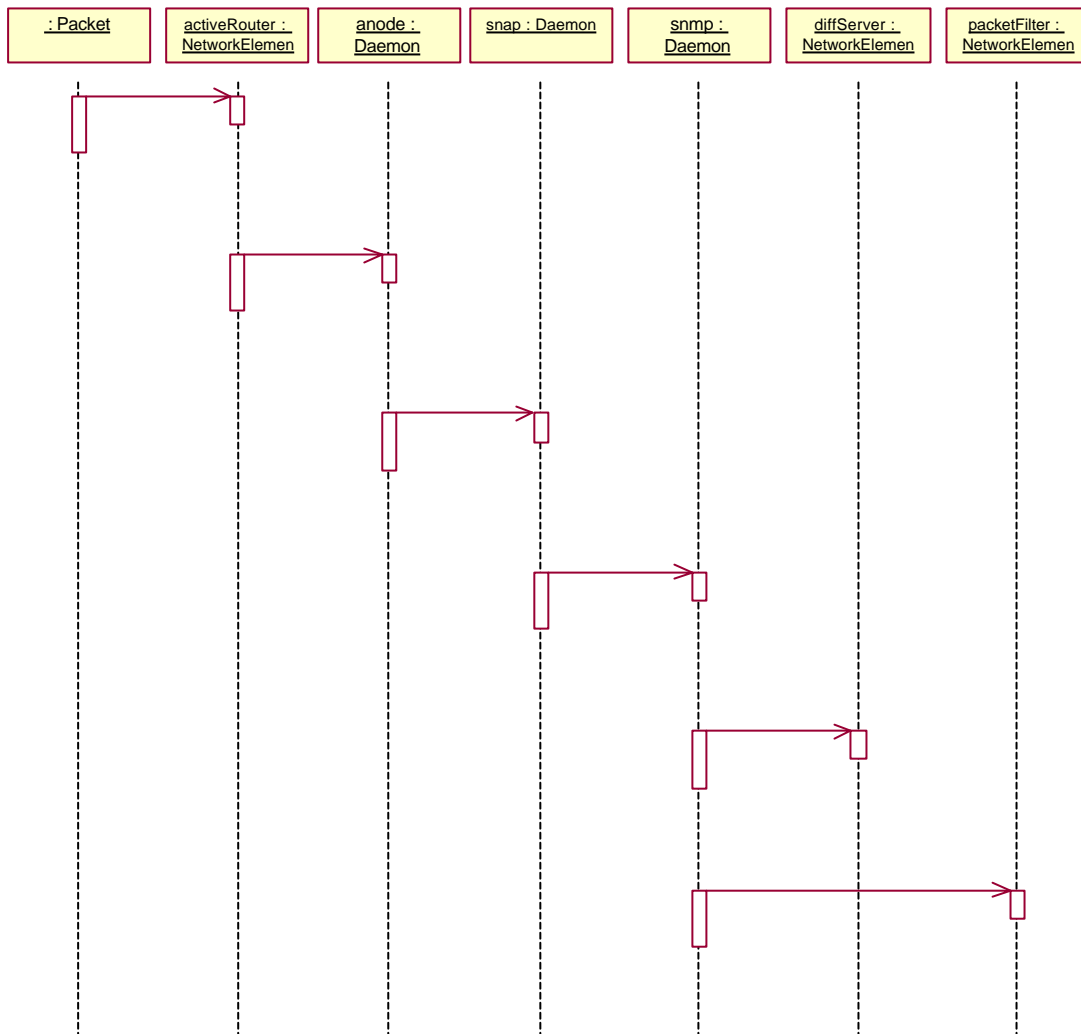 : Packet
activeRouter :
NetworkElemen
anode :
Daemon
snap : Daemon
snmp :
Daemon
diffServer :
NetworkElemen
packetFilter :
NetworkElemen